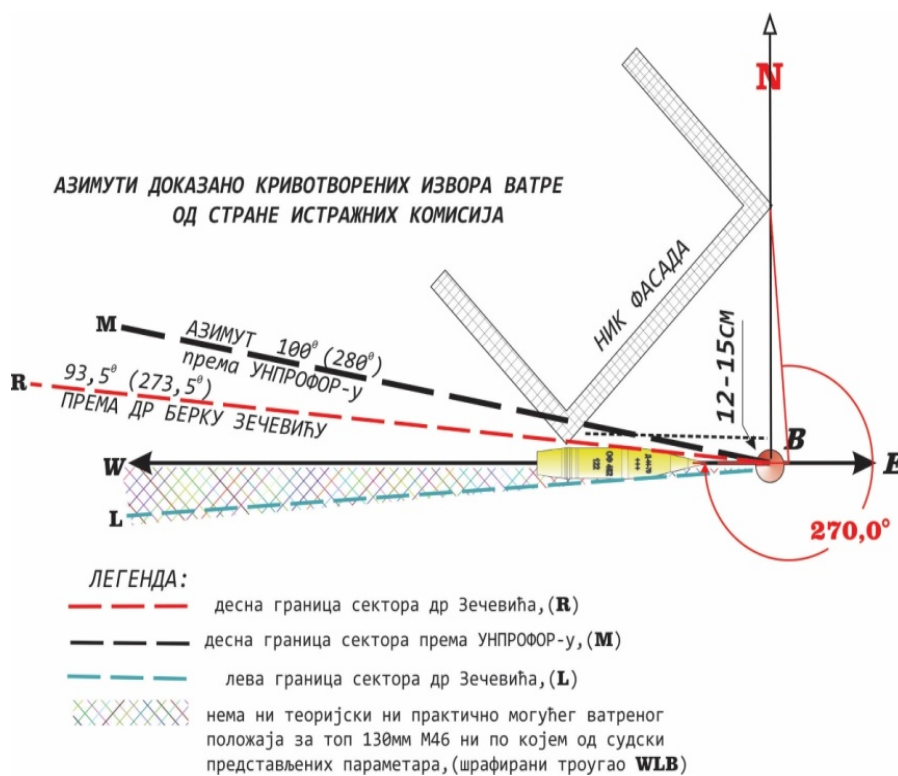 N
АЗИМУТИ ДОКАЗАНО КРИВОТВОРЕНИХ ИЗВОРА ВАТРЕ
ОД СТРАНЕ ИСТРАЖНИХ КОМИСИЈА
НИК ФАСАДА
M
АЗИМУТ 100⁰ (280⁰)
према УНПРОФОР-у
R
93,5⁰ (273,5⁰)
ПРЕМА ДР БЕРКУ ЗЕЧЕВИЋУ
12-15СМ
B
W
E
L
270,0°
ЛЕГЕНДА:
десна граница сектора др Зечевића,(R)
десна граница сектора према УНПРОФОР-у,(M)
лева граница сектора др Зечевића,(L)
нема ни теоријски ни практично могућег ватреног
положаја за топ 130мм М46 ни по којем од судски
представљених параметара,(шрафирани троугао WLB)